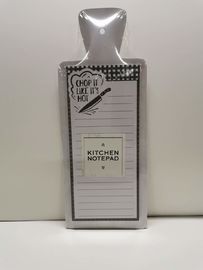 CHOP IT
LIKE IT'S
HOT
KITCHEN
NOTEPAD